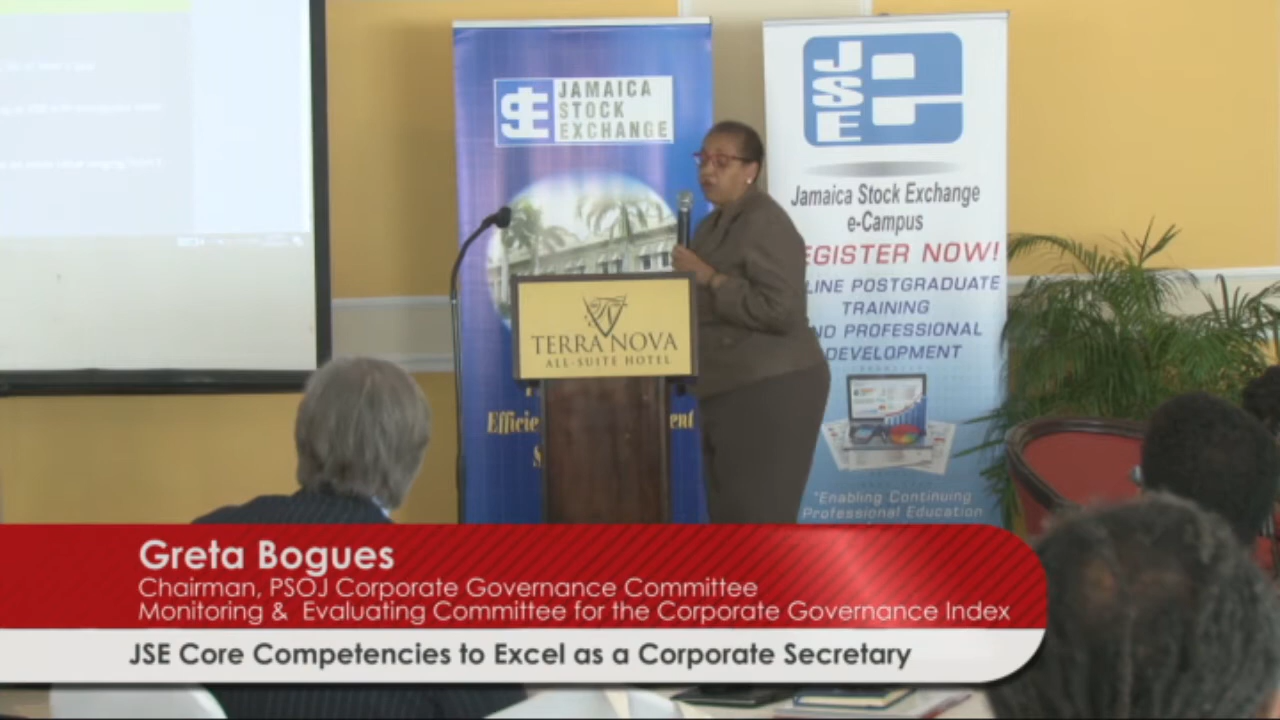 JAMAICA
STOCK
EXCHANGE
JSE
Jamaica Stock Exchange
e-Campus
EGISTER NOW!
LINE POSTGRADUATE
TRAINING
ND PROFESSIONAL
DEVELOPMENT
"Enabling Continuing
Professional Education
TERRA NOVA
ALL-SUITE HOTEL
Efficie ent
Greta Bogues
Chairman, PSOJ Corporate Governance Committee
Monitoring & Evaluating Committee for the Corporate Governance Index
JSE Core Competencies to Excel as a Corporate Secretary